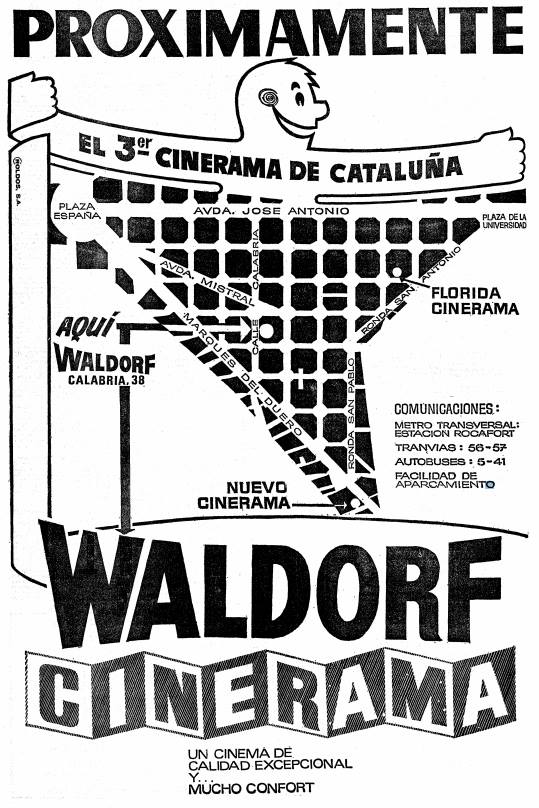 PROXIMAMENTE
EL 3er CINERAMA DE CATALUÑA
MOLDOS, S.A.
PLAZA
ESPAÑA
AVDA. JOSE ANTONIO
PLAZA DE LA
UNIVERSIDAD
AVDA. MISTRAL
CALLE CALABRIA
RONDA SAN ANTONIO
FLORIDA
CINERAMA
AQUÍ
WALDORF
CALABRIA, 38
MARQUES DEL DUERO
RONDA SAN PABLO
COMUNICACIONES:
METRO TRANSVERSAL:
ESTACION ROCAFORT
TRANVIAS: 56-57
AUTOBUSES: 5-41
FACILIDAD DE
APARCAMIENTO
NUEVO
CINERAMA
WALDORF
CINERAMA
UN CINEMA DE
CALIDAD EXCEPCIONAL
Y...
MUCHO CONFORT